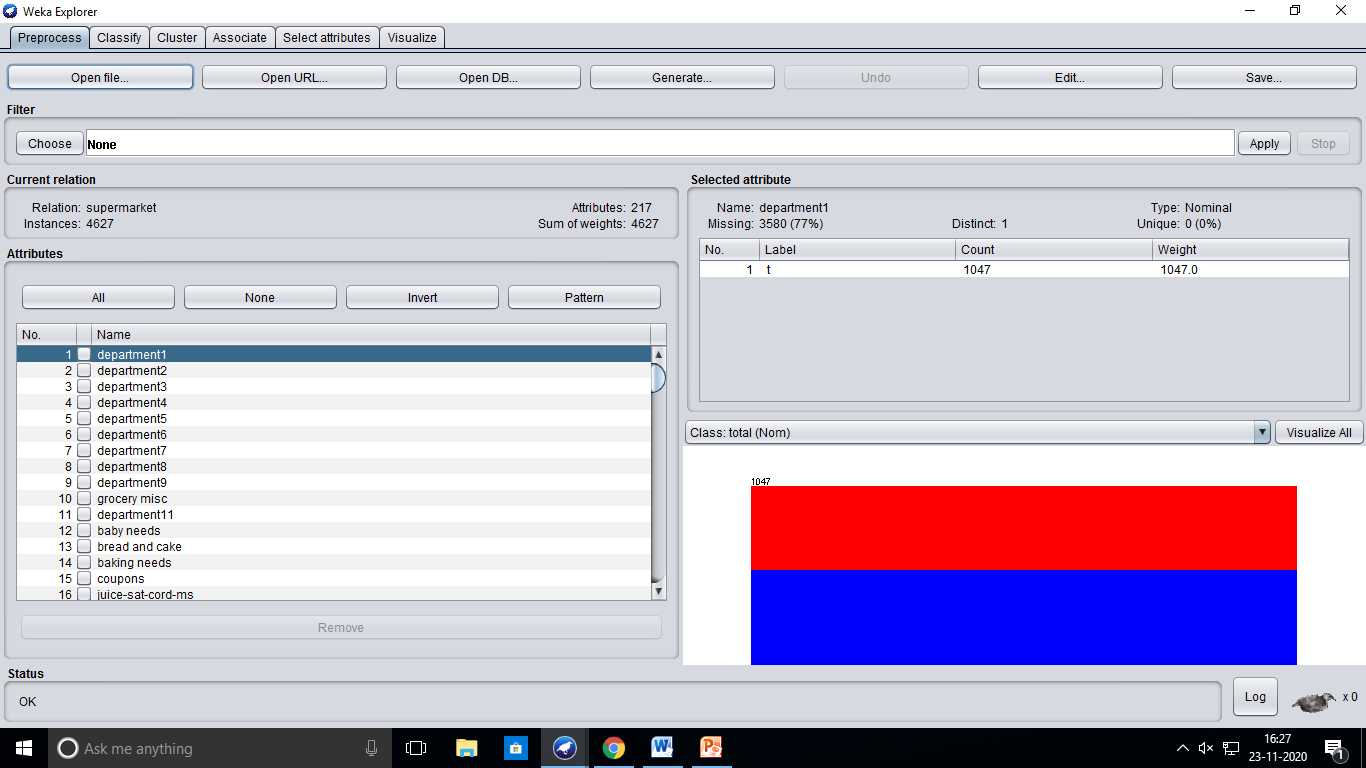 Weka Explorer
Preprocess Classify Cluster Associate Select attributes Visualize
Open file... Open URL... Open DB... Generate... Undo Edit... Save...
Filter
Choose None Apply Stop
Current relation
Relation: supermarket Attributes: 217
Instances: 4627 Sum of weights: 4627
Attributes
All None Invert Pattern
No. Name
1 department1
2 department2
3 department3
4 department4
5 department5
6 department6
7 department7
8 department8
9 department9
10 grocery misc
11 department11
12 baby needs
13 bread and cake
14 baking needs
15 coupons
16 juice-sat-cord-ms
Remove
Selected attribute
Name: department1 Type: Nominal
Missing: 3580 (77%) Distinct: 1 Unique: 0 (0%)
No. Label Count Weight
1 t 1047 1047.0
Class: total (Nom) Visualize All
1047
Status
OK
Log x 0
Ask me anything
16:27
23-11-2020
1